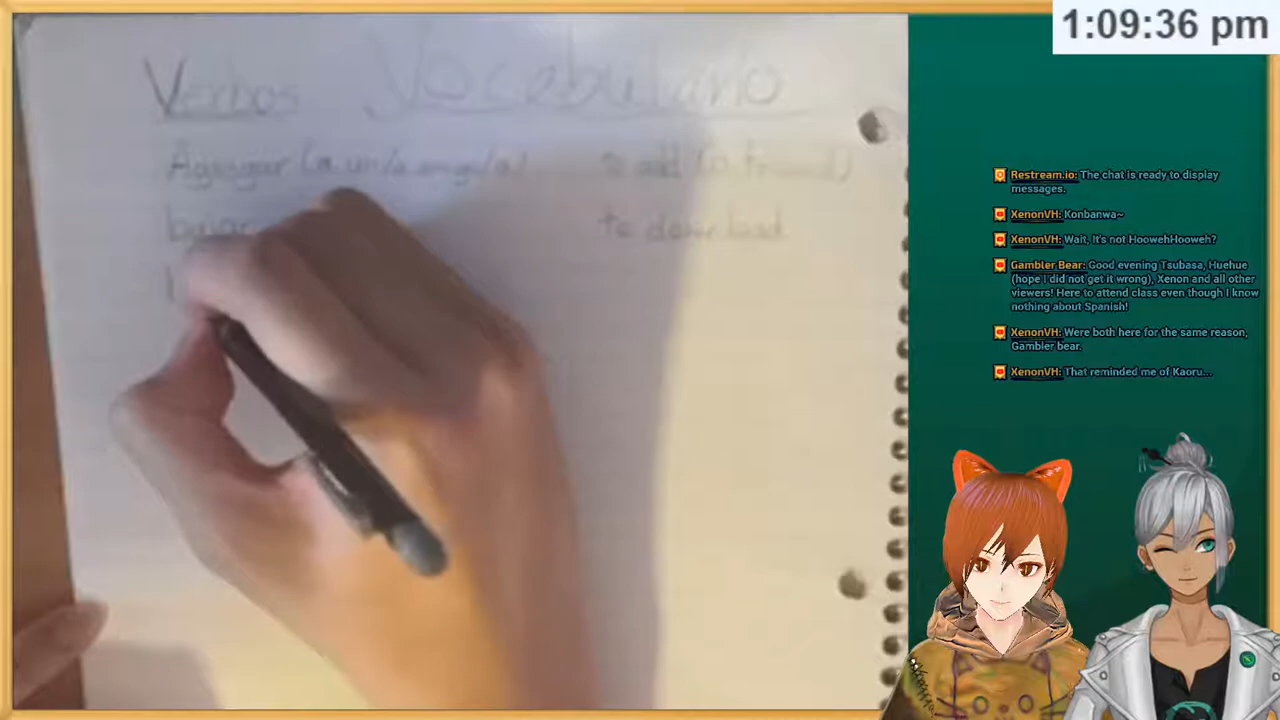 1:09:36 pm
Verbos Vocabulario
Agregar (a un/a amigo/a) to add (a friend)
bajar to download
Restream.io: The chat is ready to display
messages.
XenonVH: Konbanwa~
XenonVH: Wait, It's not HoowehHooweh?
Gambler Bear: Good evening Tsubasa, Huehue
(hope I did not get it wrong), Xenon and all other
viewers! Here to attend class even though I know
nothing about Spanish!
XenonVH: Were both here for the same reason,
Gambler bear.
XenonVH: That reminded me of Kaoru...